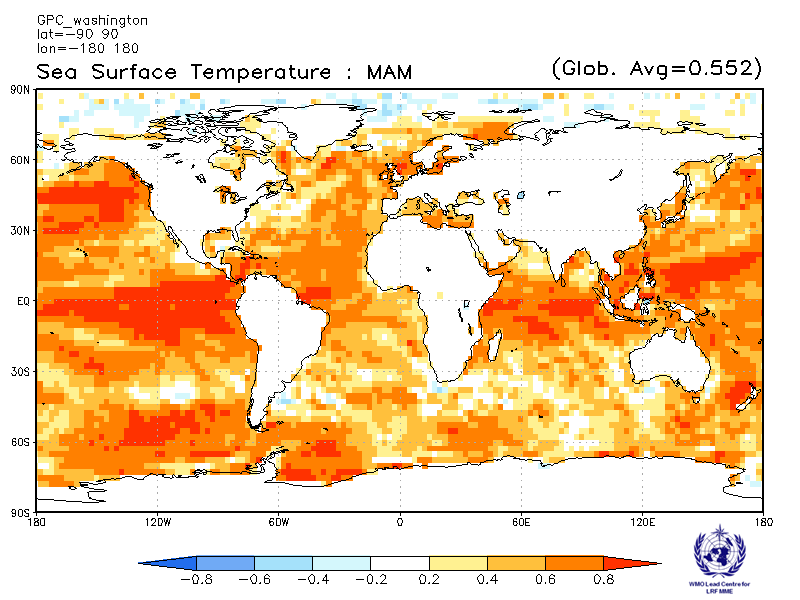 GPC_washington
lat=-90 90
lon=-180 180
Sea Surface Temperature : MAM (Glob. Avg=0.552)
90N
60N
30N
EQ
30S
60S
90S
180 120W 60W 0 60E 120E 180
-0.8 -0.6 -0.4 -0.2 0.2 0.4 0.6 0.8
WMO Lead Centre for
LRF MME